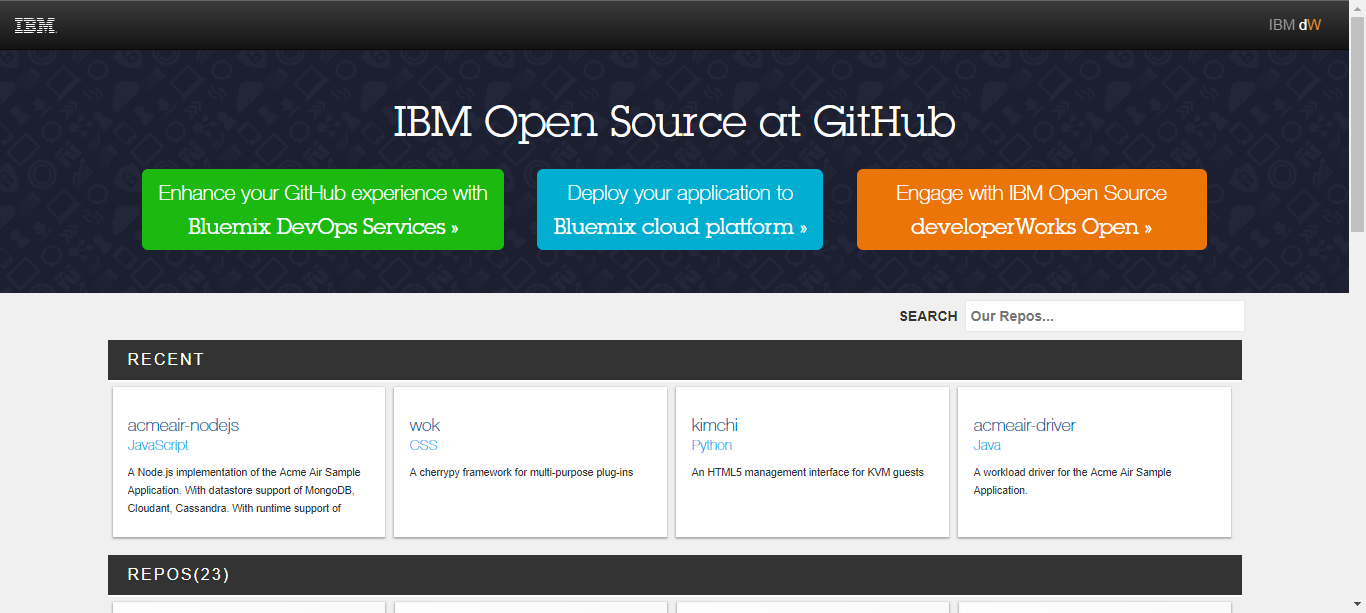 IBM
IBM dW
IBM Open Source at GitHub
Enhance your GitHub experience with
Bluemix DevOps Services »
Deploy your application to
Bluemix cloud platform »
Engage with IBM Open Source
developerWorks Open »
SEARCH Our Repos...
RECENT
acmeair-nodejs
JavaScript
A Node.js implementation of the Acme Air Sample
Application. With datastore support of MongoDB,
Cloudant, Cassandra. With runtime support of
wok
CSS
A cherrypy framework for multi-purpose plug-ins
kimchi
Python
An HTML5 management interface for KVM guests
acmeair-driver
Java
A workload driver for the Acme Air Sample
Application.
REPOS(23)